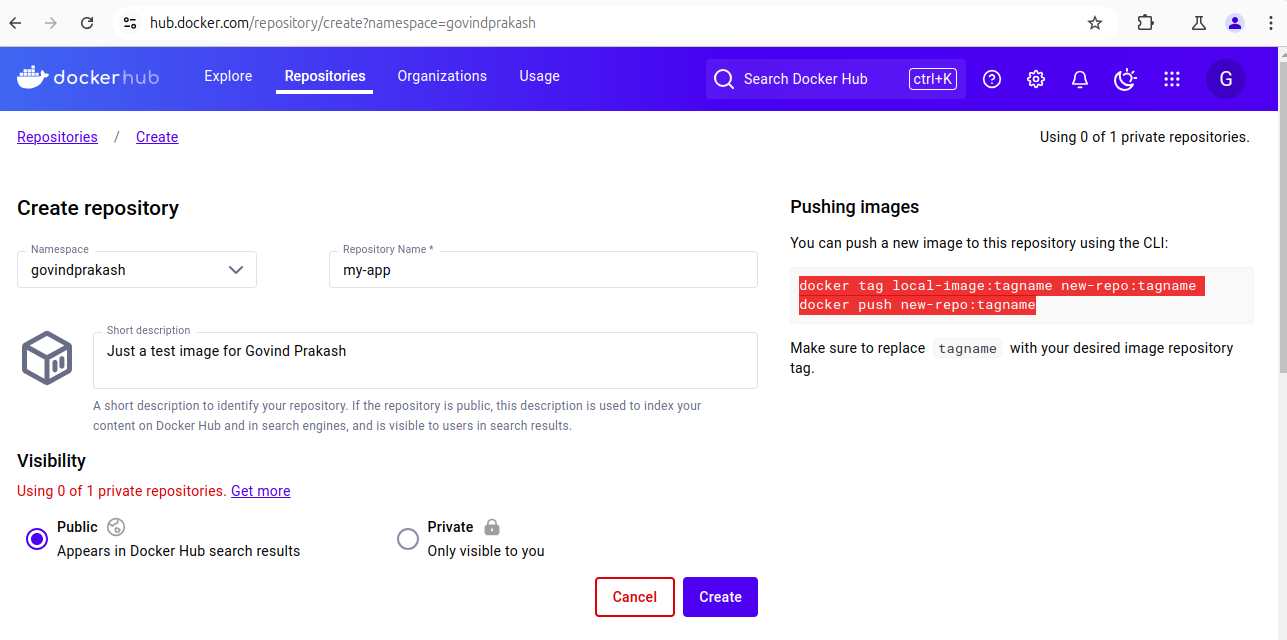 hub.docker.com/repository/create?namespace=govindprakash
dockerhub
Explore
Repositories
Organizations
Usage
Search Docker Hub
ctrl+K
G
Repositories / Create
Using 0 of 1 private repositories.
Create repository
Namespace
govindprakash
Repository Name *
my-app
Short description
Just a test image for Govind Prakash
A short description to identify your repository. If the repository is public, this description is used to index your
content on Docker Hub and in search engines, and is visible to users in search results.
Visibility
Using 0 of 1 private repositories. Get more
Public
Appears in Docker Hub search results
Private
Only visible to you
Cancel
Create
Pushing images
You can push a new image to this repository using the CLI:
docker tag local-image:tagname new-repo:tagname
docker push new-repo:tagname
Make sure to replace tagname with your desired image repository
tag.